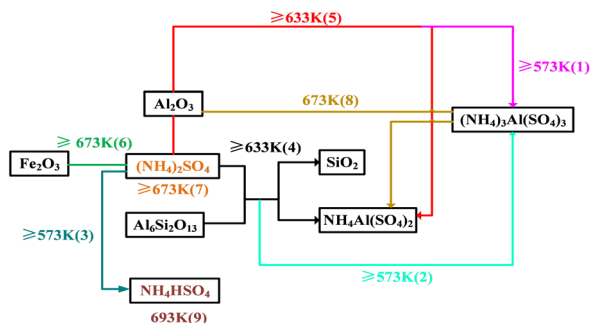 ≥633K(5)
≥573K(1)
Al₂O₃
673K(8)
(NH₄)₃Al(SO₄)₃
≥673K(6)
≥633K(4)
Fe₂O₃
(NH₄)₂SO₄
SiO₂
≥673K(7)
Al₆Si₂O₁₃
NH₄Al(SO₄)₂
≥573K(3)
≥573K(2)
NH₄HSO₄
693K(9)